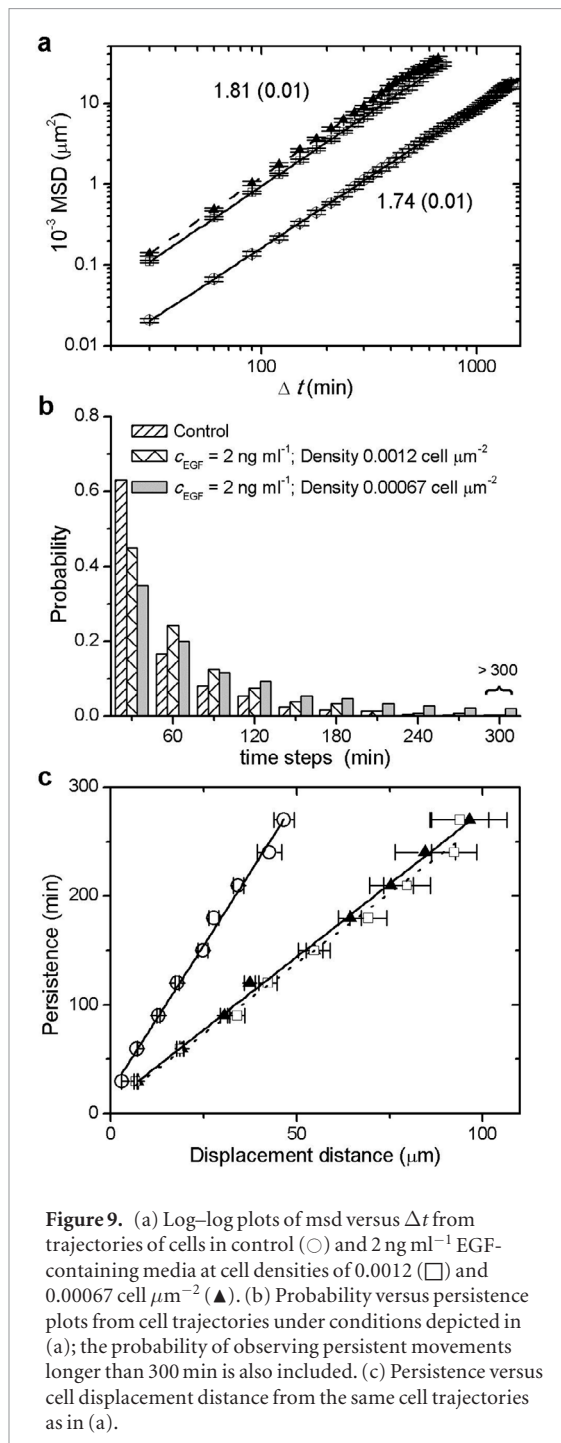 a
10
1
0.1
0.01
10⁻³ MSD (μm²)
1.81 (0.01)
1.74 (0.01)
100
1000
Δ t (min)
b
0.8
0.6
0.4
0.2
0.0
Probability
Control
c_EGF = 2 ng ml⁻¹; Density 0.0012 cell μm⁻²
c_EGF = 2 ng ml⁻¹; Density 0.00067 cell μm⁻²
> 300
60
120
180
240
300
time steps (min)
c
300
200
100
0
Persistence (min)
0
50
100
Displacement distance (μm)
Figure 9. (a) Log–log plots of msd versus Δt from
trajectories of cells in control (○) and 2 ng ml⁻¹ EGF-
containing media at cell densities of 0.0012 (□) and
0.00067 cell μm⁻² (▲). (b) Probability versus persistence
plots from cell trajectories under conditions depicted in
(a); the probability of observing persistent movements
longer than 300 min is also included. (c) Persistence versus
cell displacement distance from the same cell trajectories
as in (a).